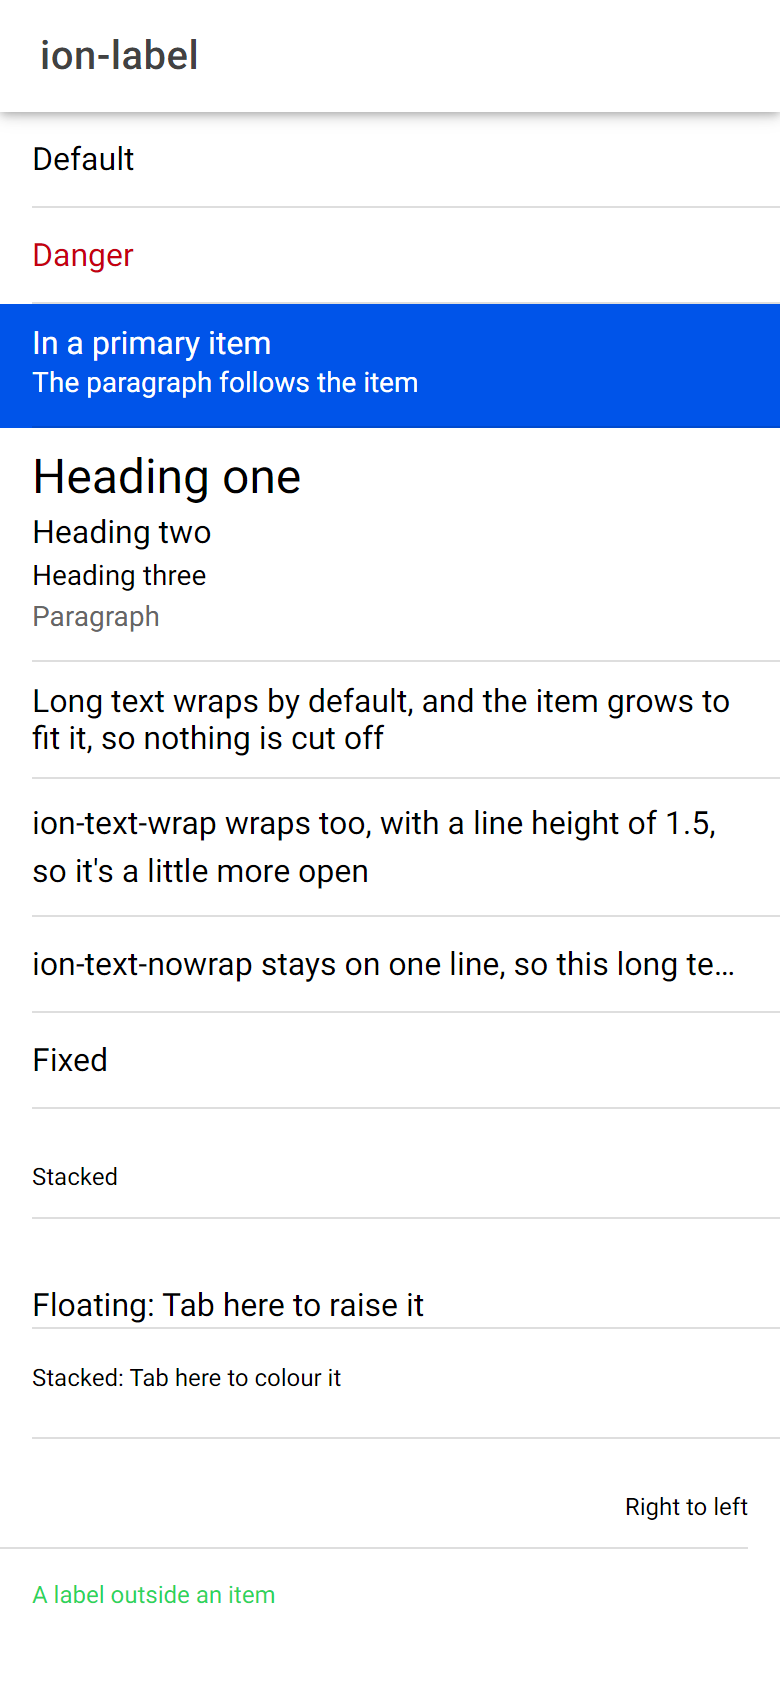 ion-label
Default
Danger
In a primary item
The paragraph follows the item
Heading one
Heading two
Heading three
Paragraph
Long text wraps by default, and the item grows to
fit it, so nothing is cut off
ion-text-wrap wraps too, with a line height of 1.5,
so it's a little more open
ion-text-nowrap stays on one line, so this long te...
Fixed
Stacked
Floating: Tab here to raise it
Stacked: Tab here to colour it
Right to left
A label outside an item